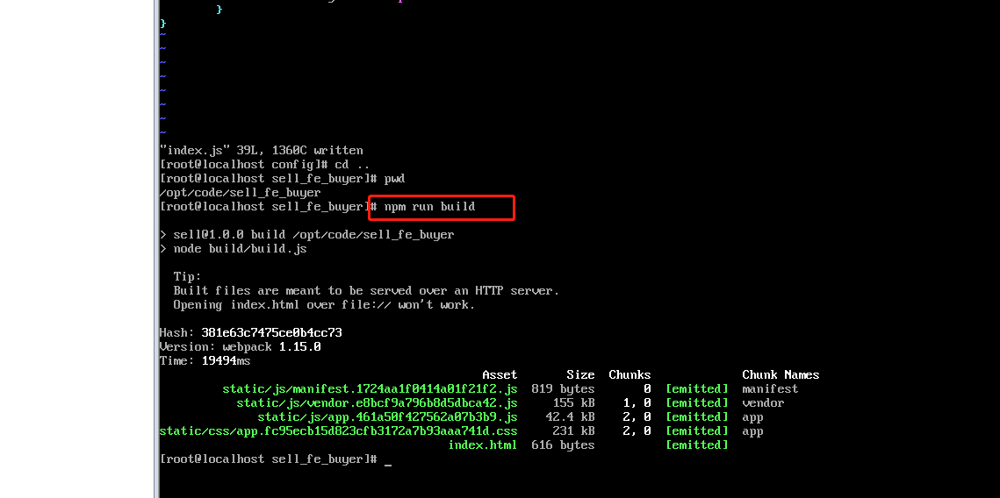 }
}
~
~
~
~
~
~
~
~
"index.js" 39L, 1360C written
[root@localhost config]# cd ..
[root@localhost sell_fe_buyer]# pwd
/opt/code/sell_fe_buyer
[root@localhost sell_fe_buyer]# npm run build
> sell@1.0.0 build /opt/code/sell_fe_buyer
> node build/build.js
Tip:
Built files are meant to be served over an HTTP server.
Opening index.html over file:// won't work.
Hash: 381e63c7475ce0b4cc73
Version: webpack 1.15.0
Time: 19494ms
Asset Size Chunks Chunk Names
static/js/manifest.1724aa1f0414a01f21f2.js 819 bytes 0 [emitted] manifest
static/js/vendor.e8bcf9a796b8d5dbca42.js 155 kB 1, 0 [emitted] vendor
static/js/app.461a50f427562a07b3b9.js 42.4 kB 2, 0 [emitted] app
static/css/app.fc95ecb15d823cfb3172a7b93aaa741d.css 231 kB 2, 0 [emitted] app
index.html 616 bytes [emitted]
[root@localhost sell_fe_buyer]# _